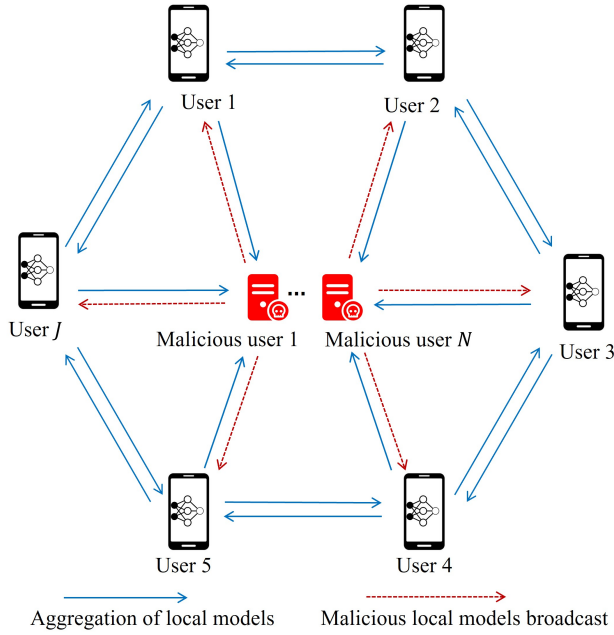 User 1
User 2
User J
Malicious user 1
...
Malicious user N
User 3
User 5
User 4
Aggregation of local models
Malicious local models broadcast